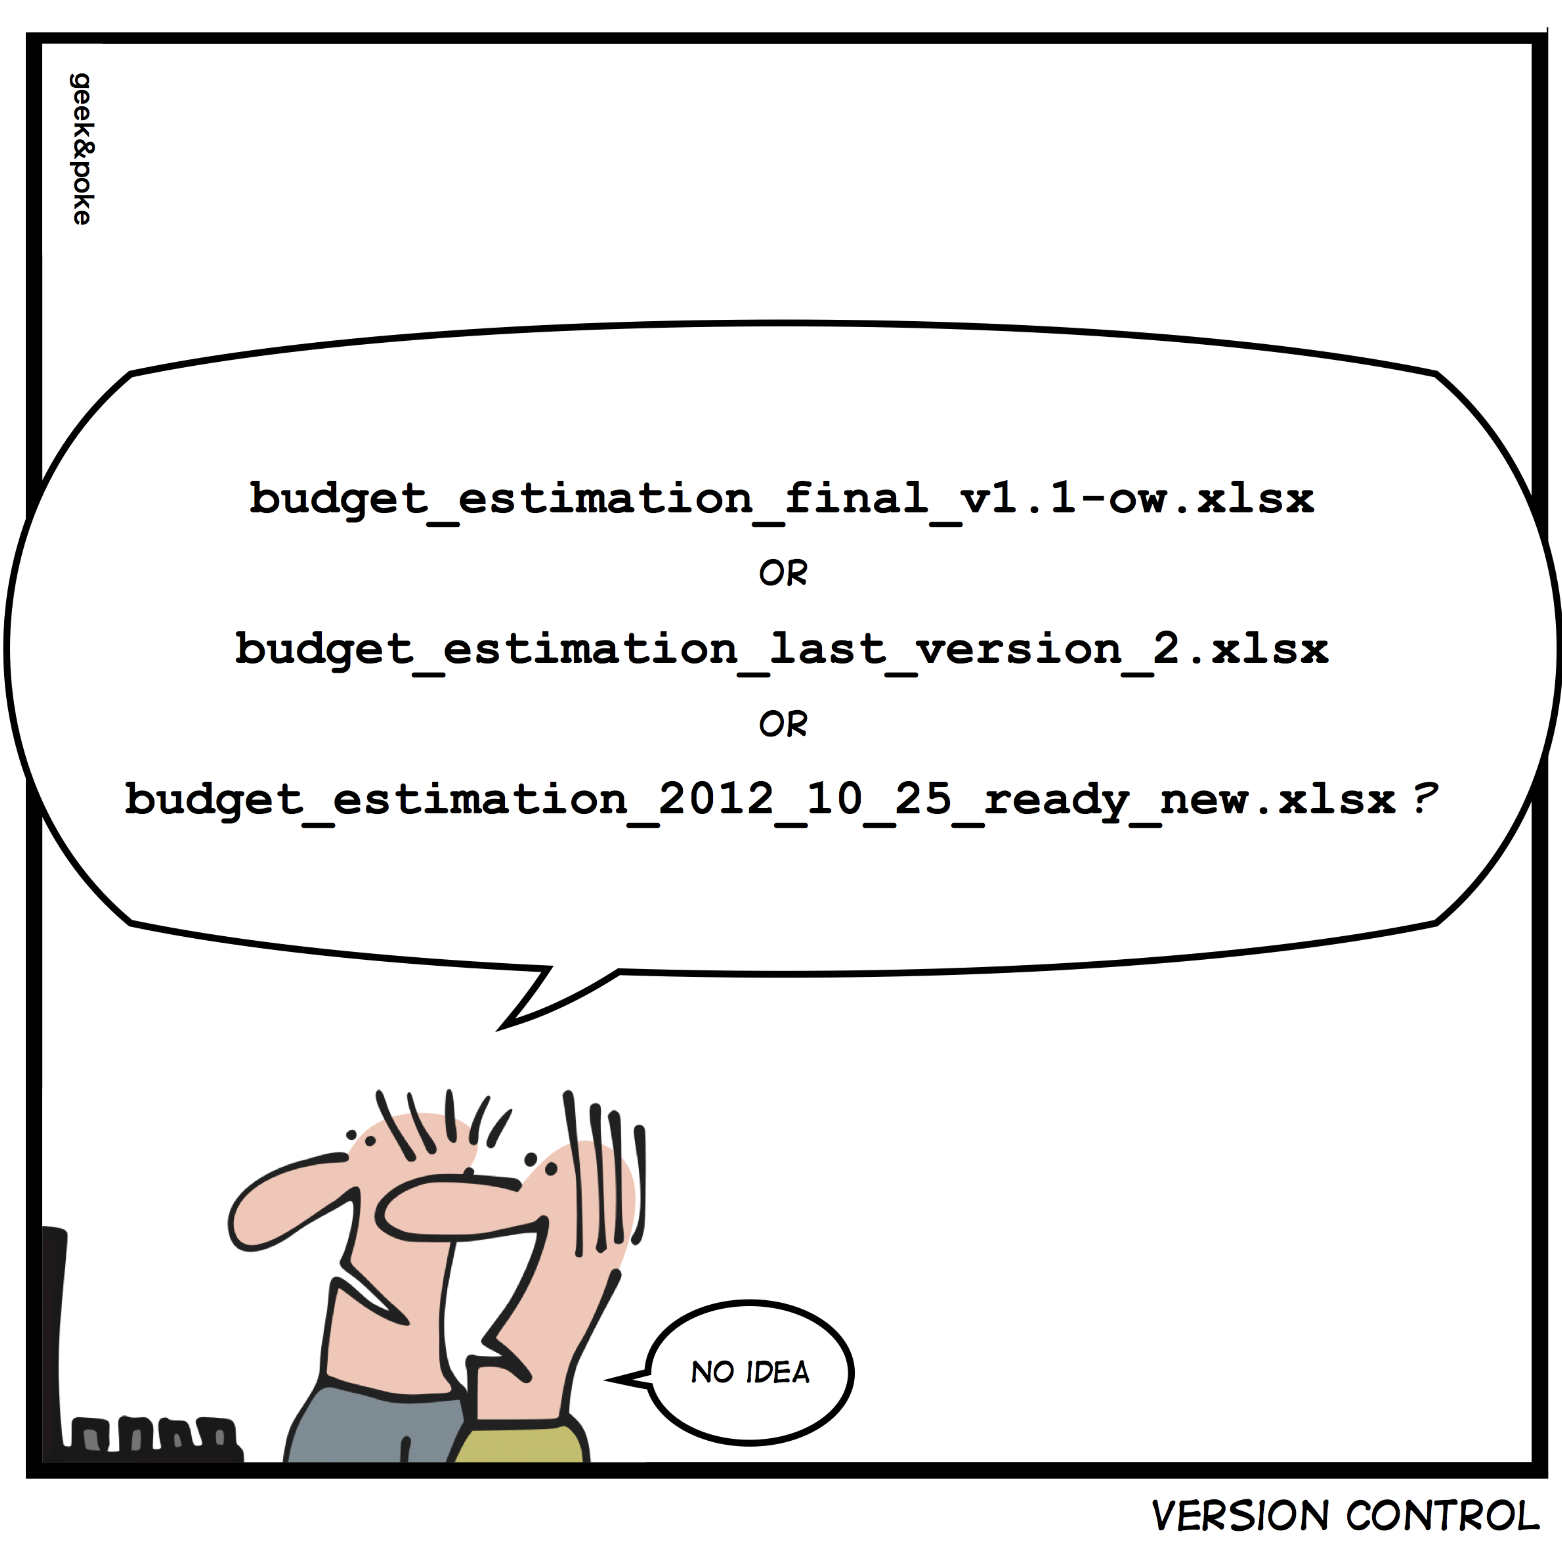 geek&poke
budget_estimation_final_v1.1-ow.xlsx
OR
budget_estimation_last_version_2.xlsx
OR
budget_estimation_2012_10_25_ready_new.xlsx ?
NO IDEA
VERSION CONTROL